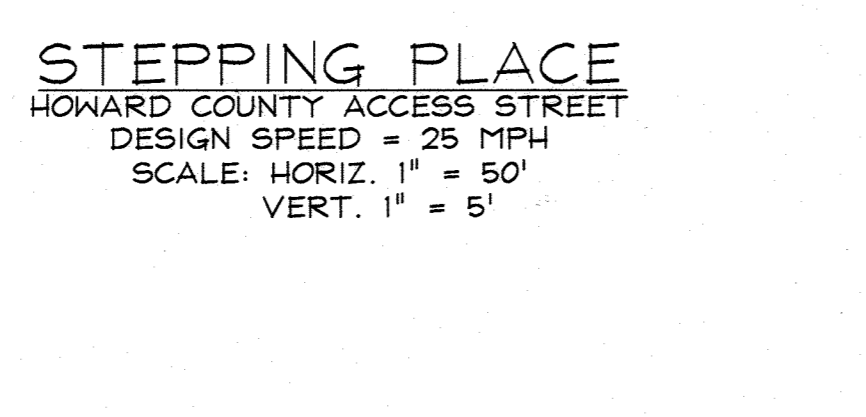 STEPPING PLACE
HOWARD COUNTY ACCESS STREET
DESIGN SPEED = 25 MPH
SCALE: HORIZ. 1" = 50'
VERT. 1" = 5'